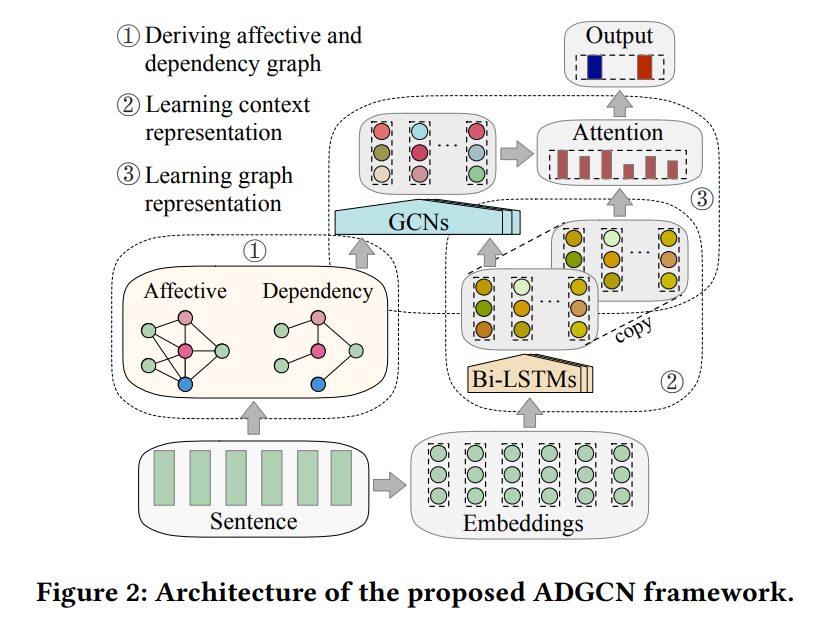 ① Deriving affective and
dependency graph
② Learning context
representation
③ Learning graph
representation
Output
Attention
③
GCNs
①
Affective
Dependency
...
...
...
copy
Bi-LSTMs
②
Sentence
Embeddings
Figure 2: Architecture of the proposed ADGCN framework.